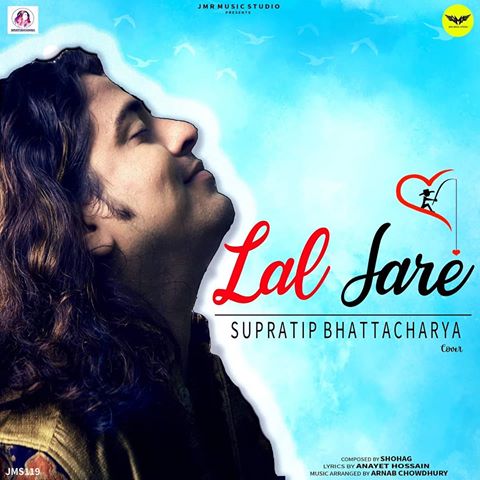 JMR MUSIC STUDIO
PRESENTS
Lal Sare
SUPRATIP BHATTACHARYA
Cover
COMPOSED BY SHOHAG
LYRICS BY ANAYET HOSSAIN
MUSIC ARRANGED BY ARNAB CHOWDHURY
JMS119